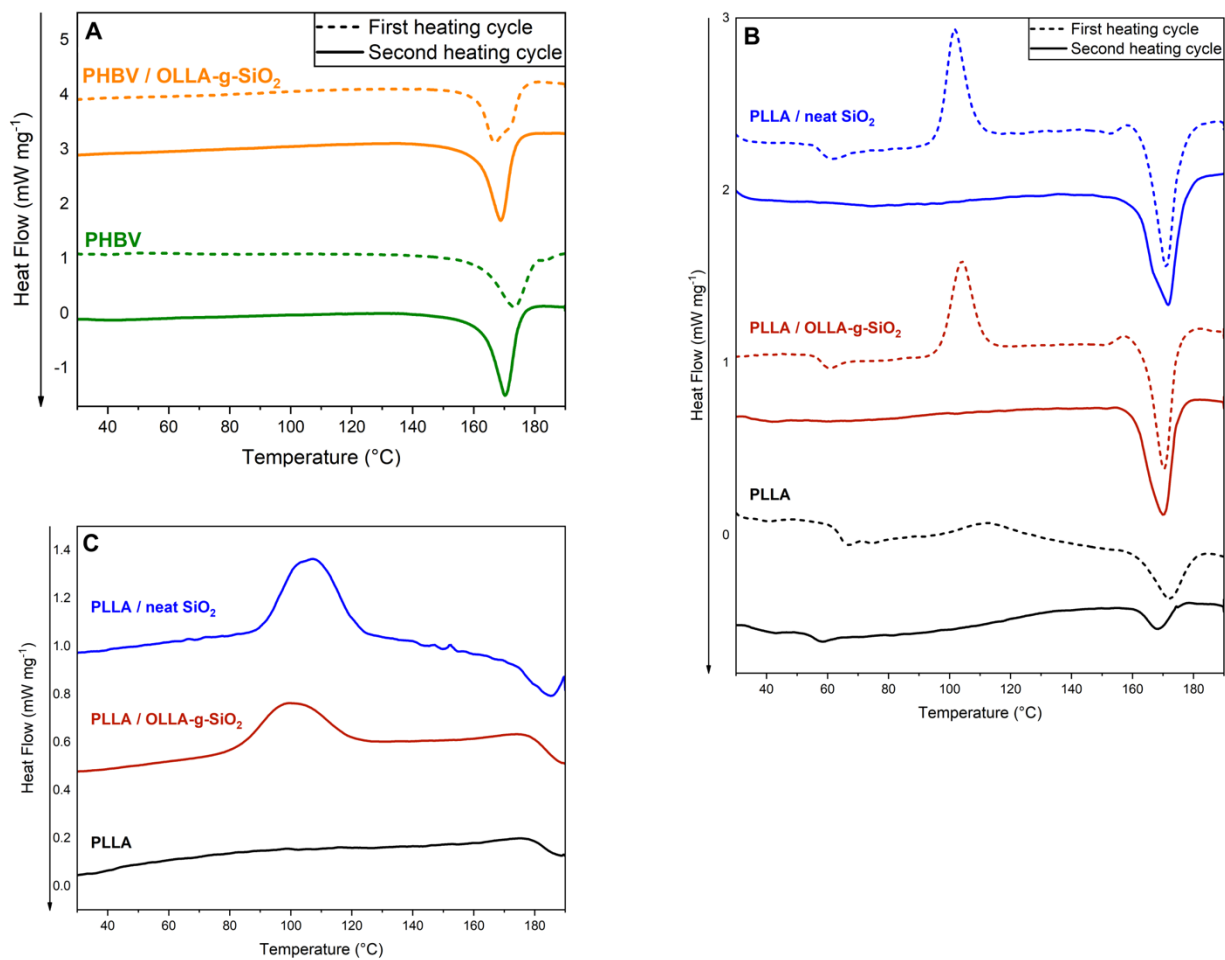 A
First heating cycle
Second heating cycle
PHBV / OLLA-g-SiO₂
PHBV
5
4
3
2
1
0
-1
Heat Flow (mW mg⁻¹)
40 60 80 100 120 140 160 180
Temperature (°C)
B
First heating cycle
Second heating cycle
PLLA / neat SiO₂
PLLA / OLLA-g-SiO₂
PLLA
3
2
1
0
Heat Flow (mW mg⁻¹)
40 60 80 100 120 140 160 180
Temperature (°C)
C
PLLA / neat SiO₂
PLLA / OLLA-g-SiO₂
PLLA
1.4
1.2
1.0
0.8
0.6
0.4
0.2
0.0
Heat Flow (mW mg⁻¹)
40 60 80 100 120 140 160 180
Temperature (°C)